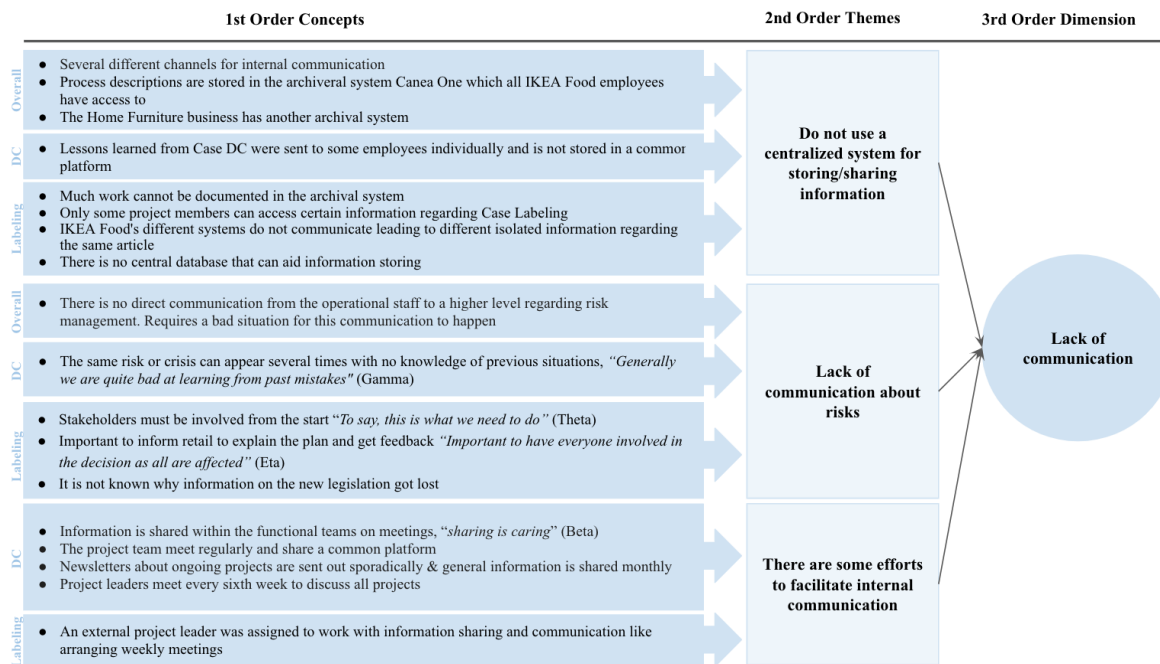 1st Order Concepts
2nd Order Themes
3rd Order Dimension
Overall
● Several different channels for internal communication
● Process descriptions are stored in the archiveral system Canea One which all IKEA Food employees
have access to
● The Home Furniture business has another archival system
DC
● Lessons learned from Case DC were sent to some employees individually and is not stored in a common
platform
Labeling
● Much work cannot be documented in the archival system
● Only some project members can access certain information regarding Case Labeling
● IKEA Food's different systems do not communicate leading to different isolated information regarding
the same article
● There is no central database that can aid information storing
Do not use a
centralized system for
storing/sharing
information
Overall
● There is no direct communication from the operational staff to a higher level regarding risk
management. Requires a bad situation for this communication to happen
DC
● The same risk or crisis can appear several times with no knowledge of previous situations, “Generally
we are quite bad at learning from past mistakes" (Gamma)
Labeling
● Stakeholders must be involved from the start “To say, this is what we need to do” (Theta)
● Important to inform retail to explain the plan and get feedback “Important to have everyone involved in
the decision as all are affected” (Eta)
● It is not known why information on the new legislation got lost
Lack of
communication about
risks
DC
● Information is shared within the functional teams on meetings, “sharing is caring” (Beta)
● The project team meet regularly and share a common platform
● Newsletters about ongoing projects are sent out sporadically & general information is shared monthly
● Project leaders meet every sixth week to discuss all projects
Labeling
● An external project leader was assigned to work with information sharing and communication like
arranging weekly meetings
There are some efforts
to facilitate internal
communication
Lack of
communication